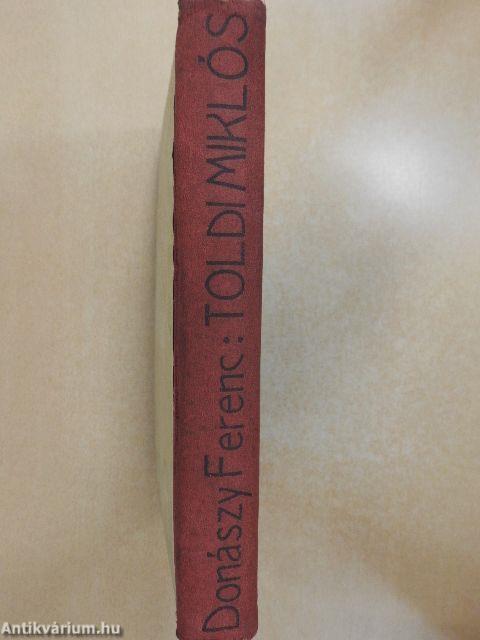 Donászy Ferenc: TOLDI MIKLÓS
Antikvárium.hu